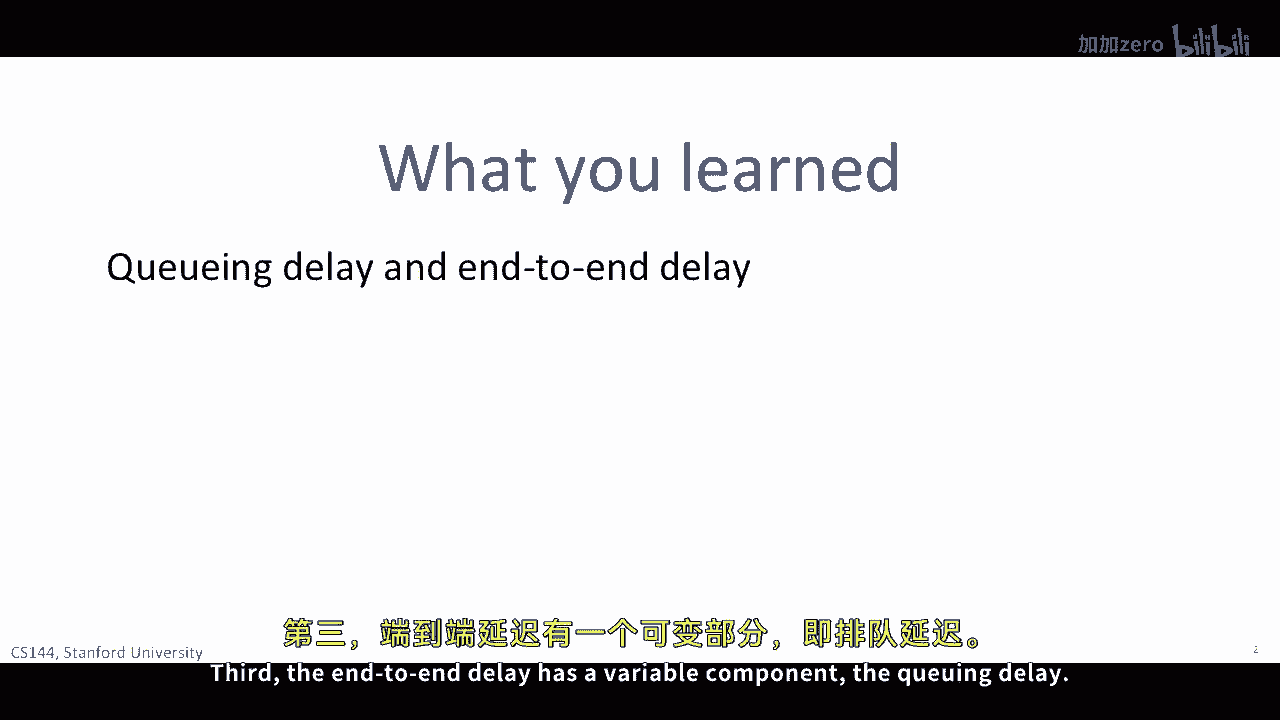 加加zero bilibili
What you learned
Queueing delay and end-to-end delay
第三，端到端延迟有一个可变部分，即排队延迟。
CS144, Stanford University
2
Third, the end-to-end delay has a variable component, the queuing delay.